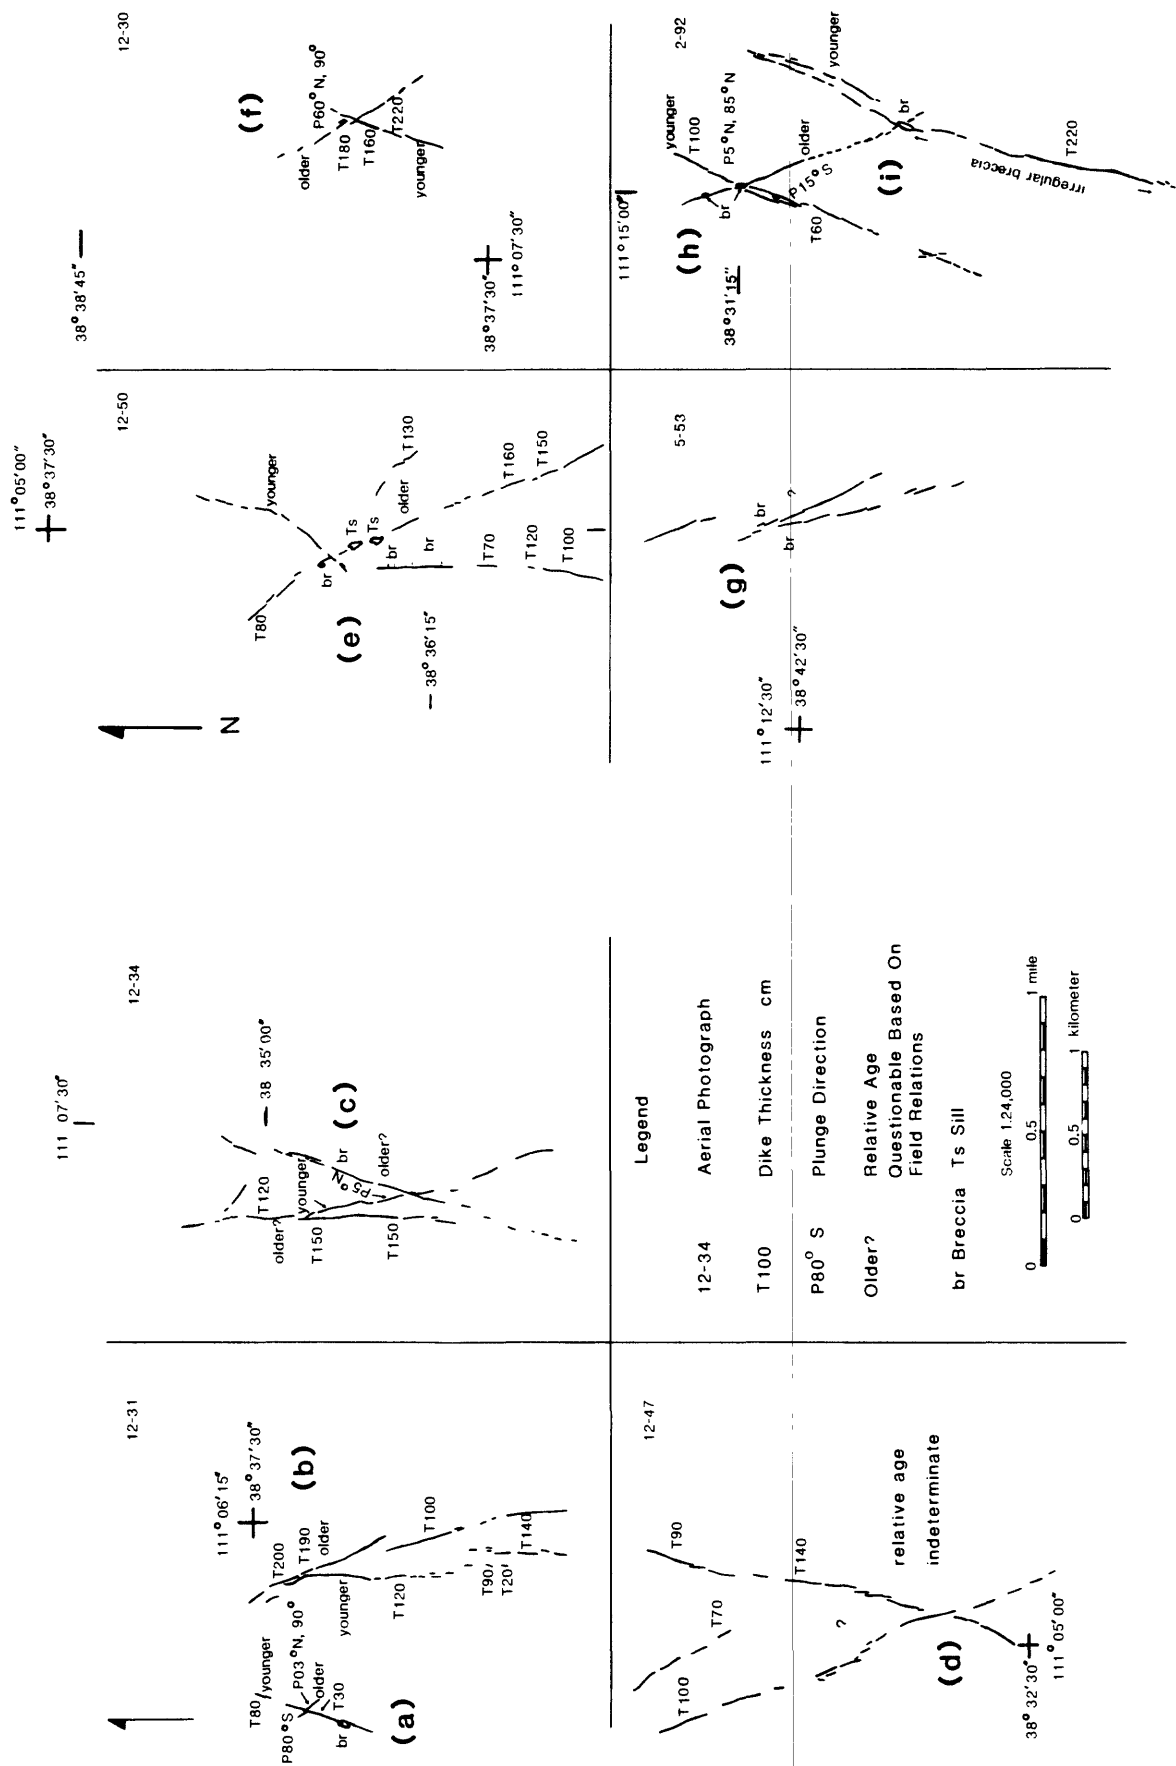 12-31
111° 06′15″
38° 37′30″
(b)
T200
T190
older
T100
T140
younger
T120
T90
T20
T80
younger
P03°N, 90°
P80°S
older
T30
br
(a)
12-34
111 07′30″
38 35′00″
(c)
T120
older?
younger
br
P5°N
older?
T150
T150
N
12-50
111° 05′00″
38° 37′30″
younger
T130
T80
br
Ts
Ts
older
T160
T150
br
br
T70
T120
T100
(e)
38° 36′15″
12-30
38° 38′45″
(f)
older
P60°N, 90°
T180
T160
T220
younger
38° 37′30″
111° 07′30″
12-47
T90
T140
relative age
indeterminate
T70
T100
?
(d)
38° 32′30″
111° 05′00″
Legend
12-34 Aerial Photograph
T100 Dike Thickness cm
P80° S Plunge Direction
Older? Relative Age
Questionable Based On
Field Relations
br Breccia Ts Sill
Scale 1:24,000
0 0.5 1 mile
0 0.5 1 kilometer
5-53
br
?
br
(g)
111° 12′30″
38° 42′30″
2-92
111° 15′00″
younger
T100
P5°N, 85°N
younger
older
br
br
(h)
P15°S
T60
38°31′15″
(i)
irregular breccia
T220